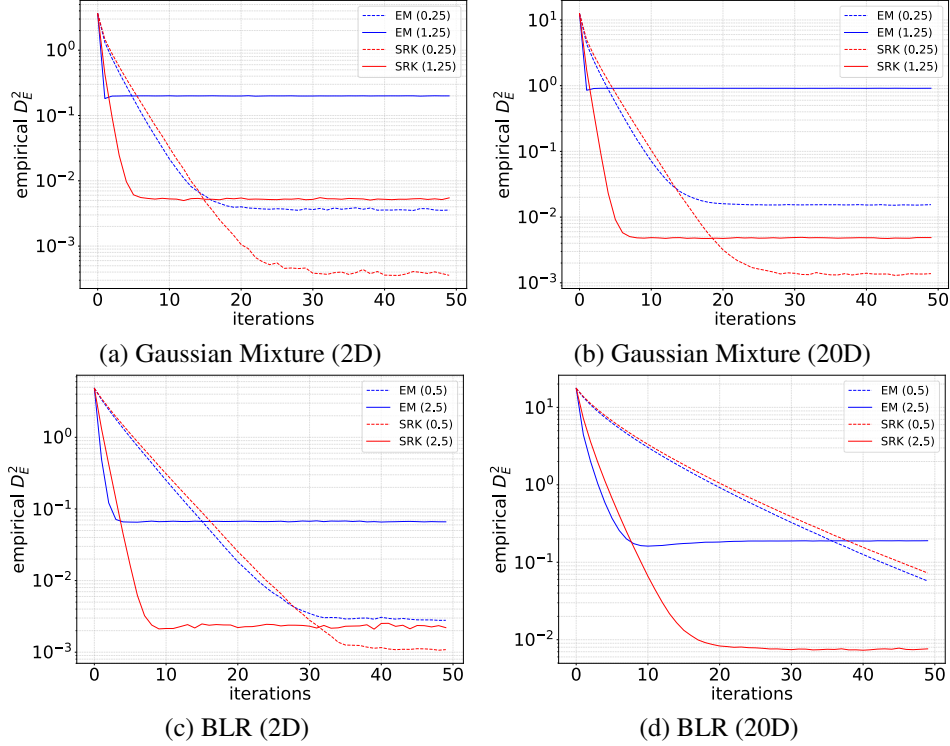 EM (0.25)
EM (1.25)
SRK (0.25)
SRK (1.25)
empirical D_E^2
10^0
10^-1
10^-2
10^-3
0 10 20 30 40 50
iterations
(a) Gaussian Mixture (2D)
EM (0.25)
EM (1.25)
SRK (0.25)
SRK (1.25)
empirical D_E^2
10^1
10^0
10^-1
10^-2
10^-3
0 10 20 30 40 50
iterations
(b) Gaussian Mixture (20D)
EM (0.5)
EM (2.5)
SRK (0.5)
SRK (2.5)
empirical D_E^2
10^0
10^-1
10^-2
10^-3
0 10 20 30 40 50
iterations
(c) BLR (2D)
EM (0.5)
EM (2.5)
SRK (0.5)
SRK (2.5)
empirical D_E^2
10^1
10^0
10^-1
10^-2
0 10 20 30 40 50
iterations
(d) BLR (20D)